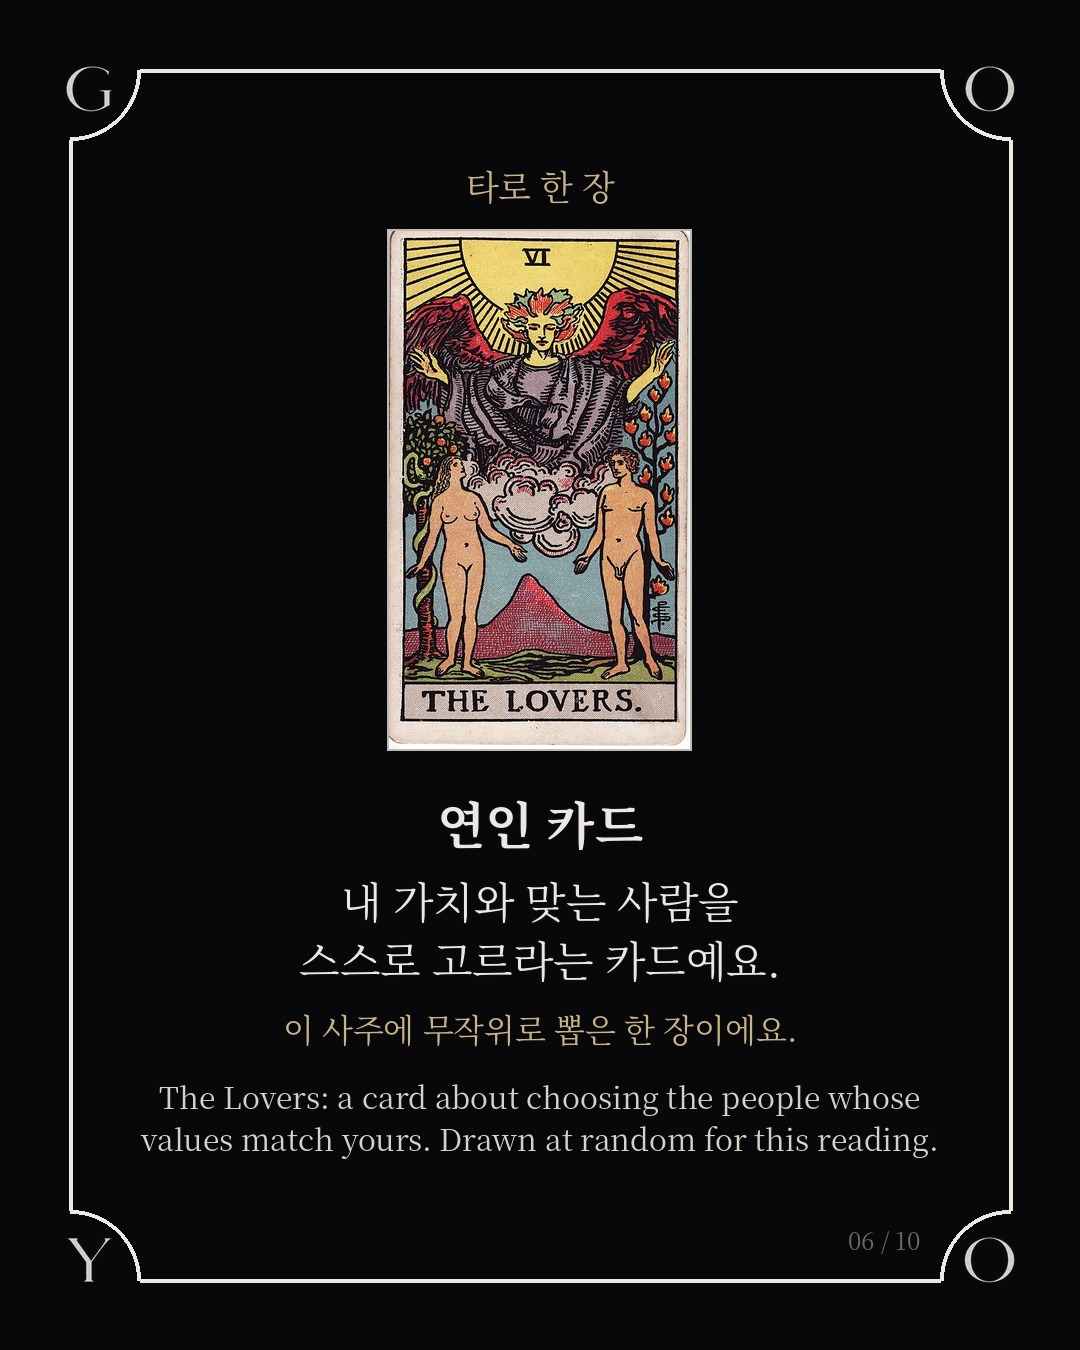 G O
타로 한 장
VI
THE LOVERS.
연인 카드
내 가치와 맞는 사람을
스스로 고르라는 카드예요.
이 사주에 무작위로 뽑은 한 장이에요.
The Lovers: a card about choosing the people whose
values match yours. Drawn at random for this reading.
06 / 10
Y O